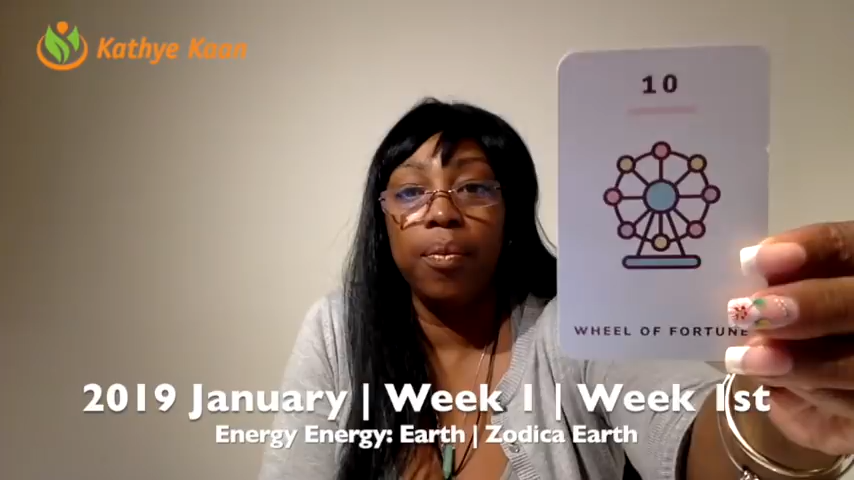 Kathye Kaan
10
WHEEL OF FORTUNE
2019 January | Week 1 | Week 1st
Energy Energy: Earth | Zodica Earth